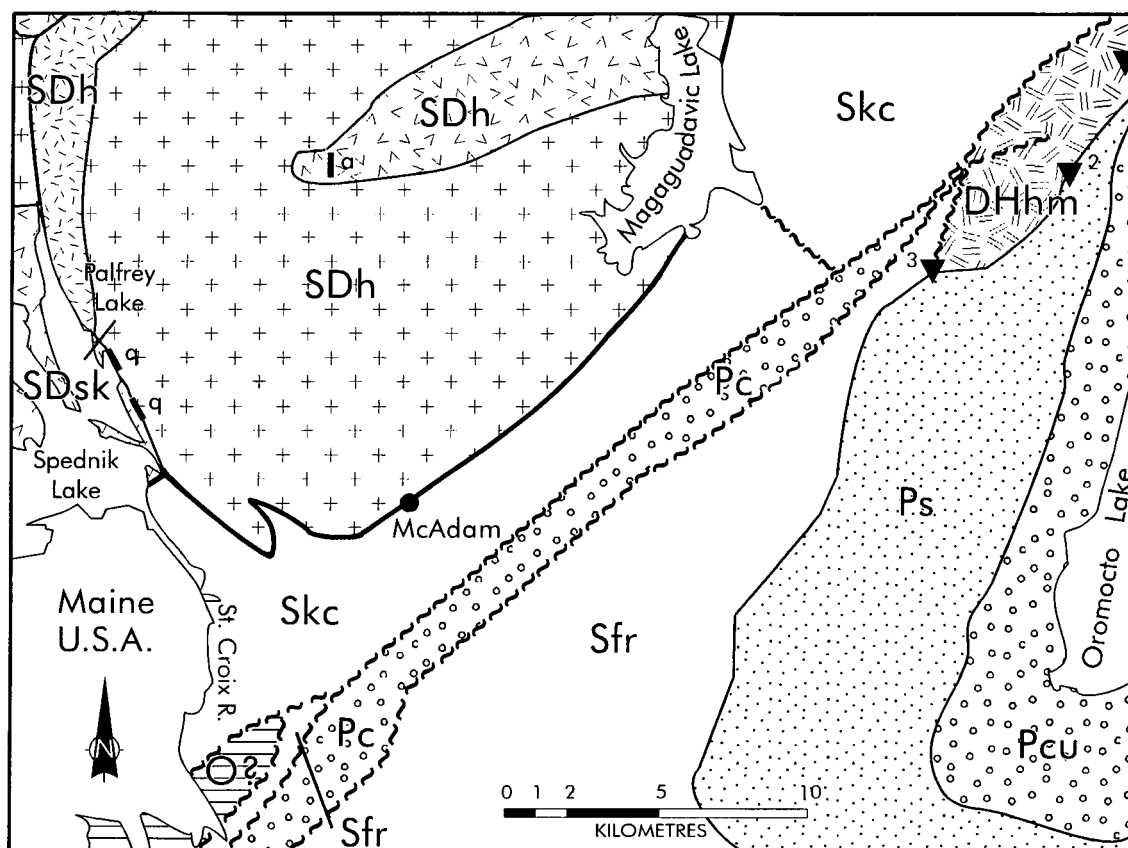 SDh
SDh
Magaguadavic Lake
Skc
a
2
DHhm
3
SDh
Palfrey
Lake
q
q
SDsk
Pc
Spednik
Lake
McAdam
Ps
Oromocto Lake
Maine
U.S.A.
St. Croix R.
Skc
Sfr
N
O?
Pc
Pcu
Sfr
0 1 2 5 10
KILOMETRES